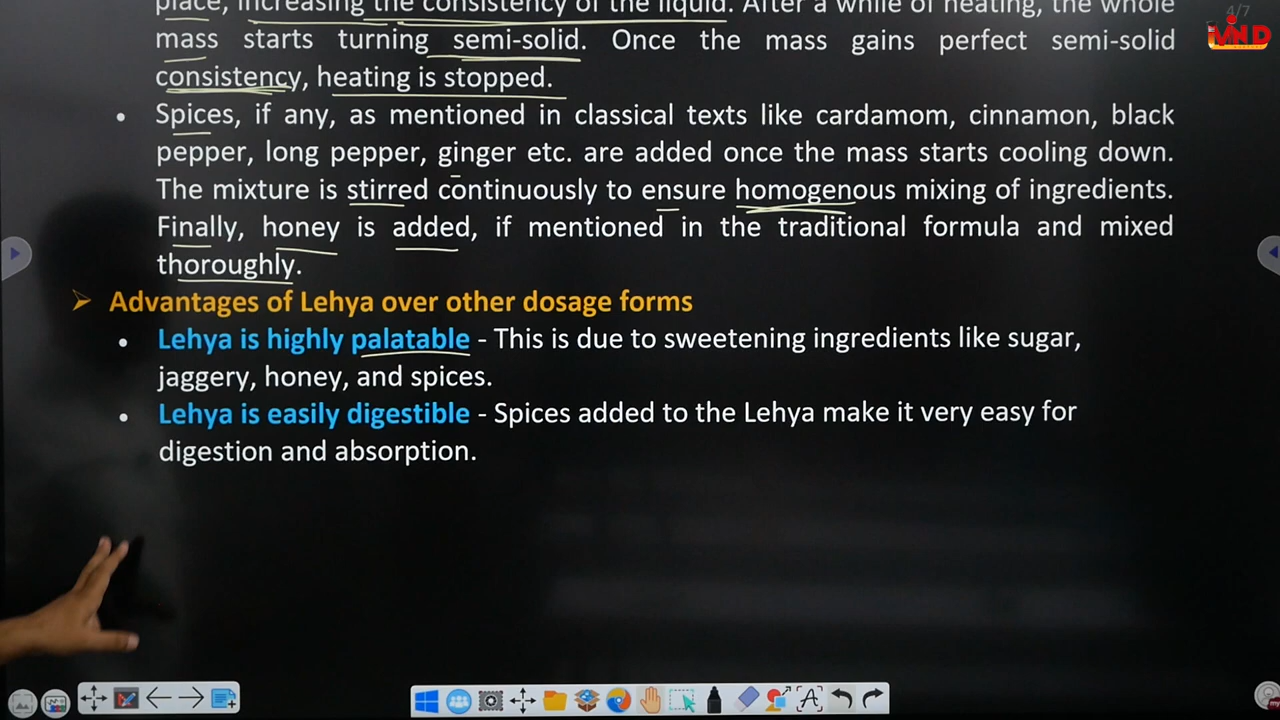 place, increasing the consistency of the liquid. After a while of heating, the whole
mass starts turning semi-solid. Once the mass gains perfect semi-solid
consistency, heating is stopped.
• Spices, if any, as mentioned in classical texts like cardamom, cinnamon, black
pepper, long pepper, ginger etc. are added once the mass starts cooling down.
The mixture is stirred continuously to ensure homogenous mixing of ingredients.
Finally, honey is added, if mentioned in the traditional formula and mixed
thoroughly.
➢ Advantages of Lehya over other dosage forms
• Lehya is highly palatable - This is due to sweetening ingredients like sugar,
jaggery, honey, and spices.
• Lehya is easily digestible - Spices added to the Lehya make it very easy for
digestion and absorption.
4/7